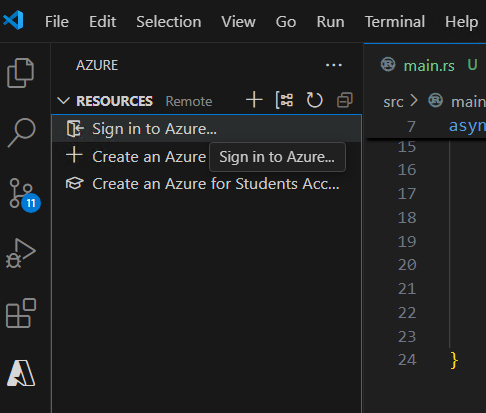 File Edit Selection View Go Run Terminal Help
AZURE
RESOURCES Remote
Sign in to Azure...
Create an Azure
Sign in to Azure...
Create an Azure for Students Acc...
11
main.rs U
src > main
7 asyn
15
16
17
18
19
20
21
22
23
24 }